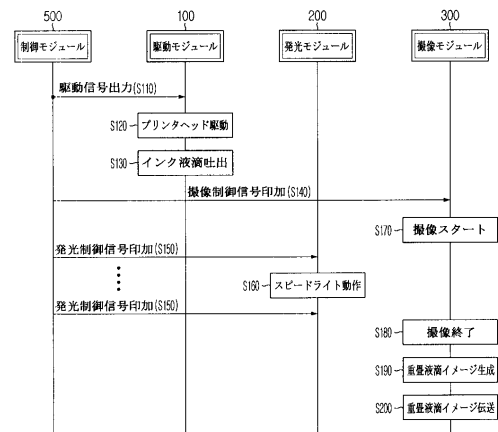 500 100 200 300
制御モジュール 駆動モジュール 発光モジュール 撮像モジュール
駆動信号出力(S110)
S120 プリンタヘッド駆動
S130 インク液滴吐出
撮像制御信号印加(S140)
S170 撮像スタート
発光制御信号印加(S150)
S160 スピードライト動作
発光制御信号印加(S150)
S180 撮像終了
S190 重畳液滴イメージ生成
S200 重畳液滴イメージ伝送